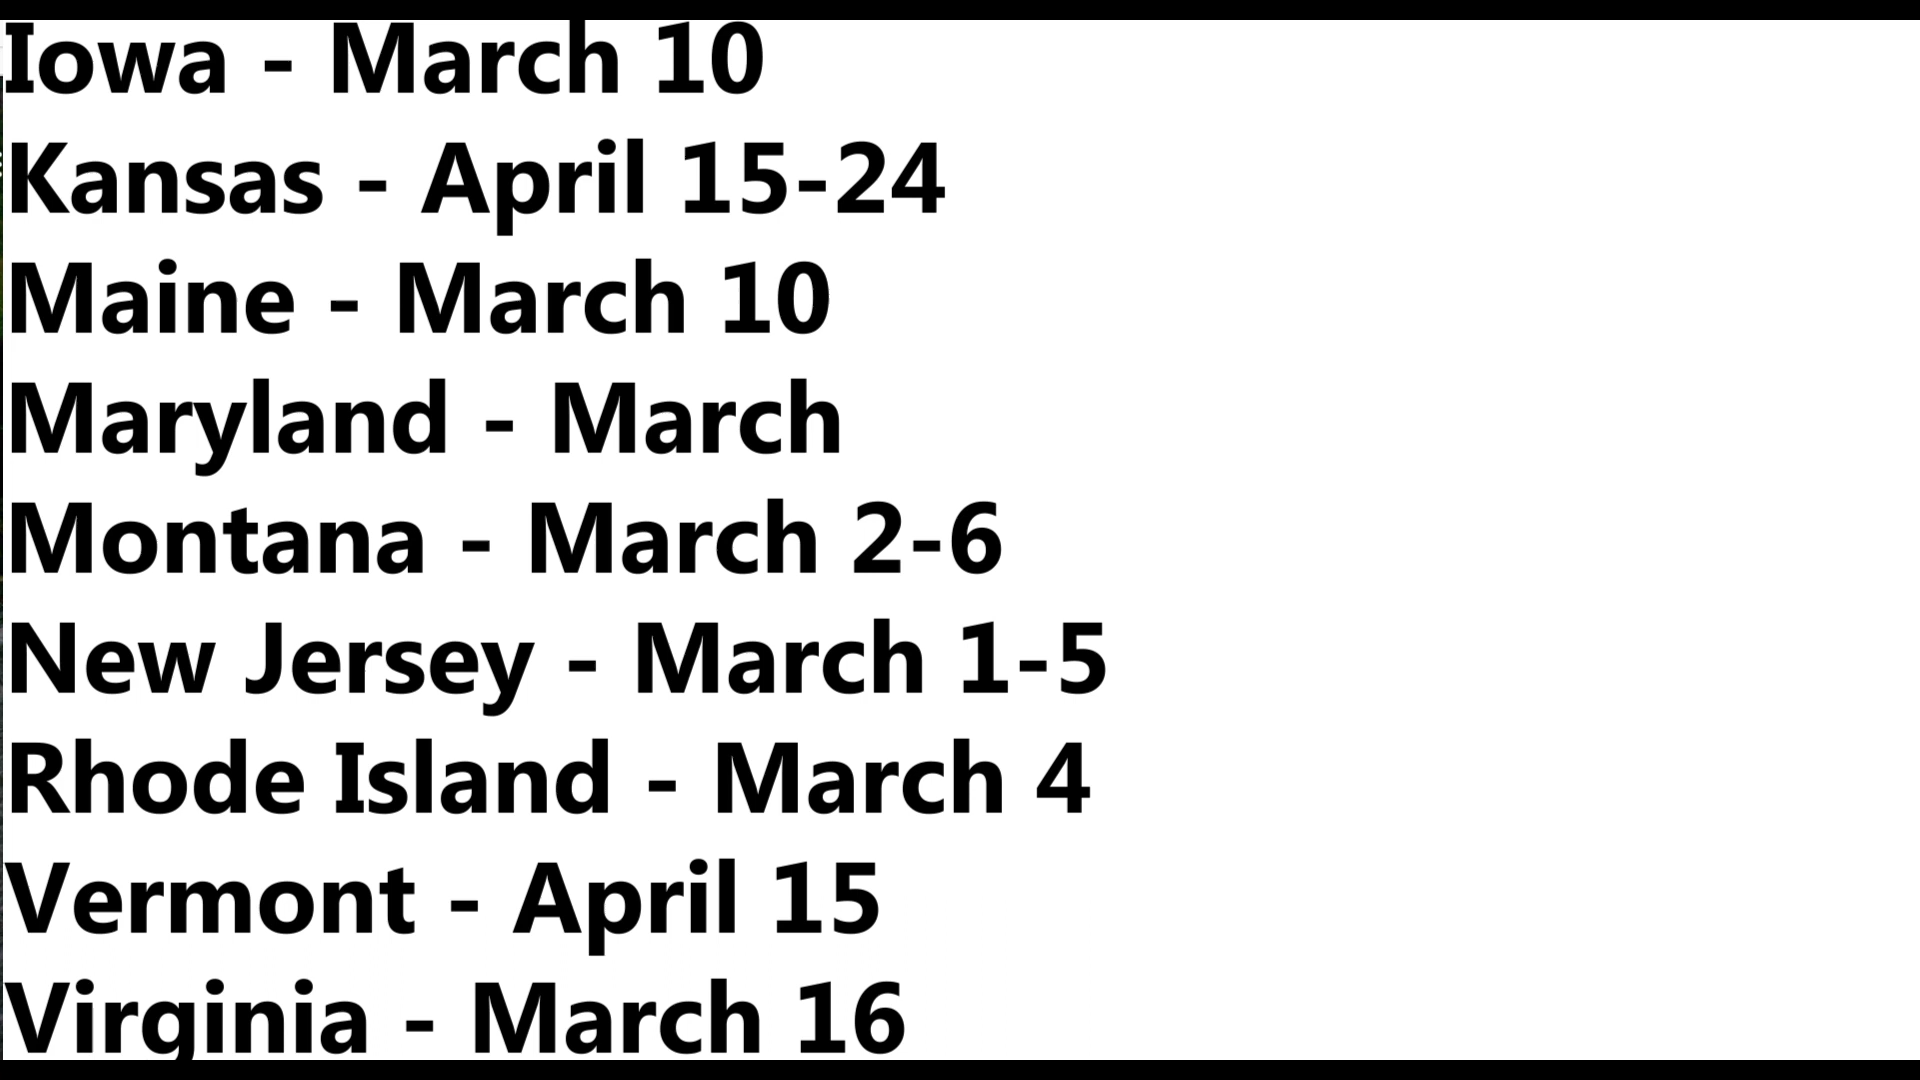 Iowa - March 10
Kansas - April 15-24
Maine - March 10
Maryland - March
Montana - March 2-6
New Jersey - March 1-5
Rhode Island - March 4
Vermont - April 15
Virginia - March 16